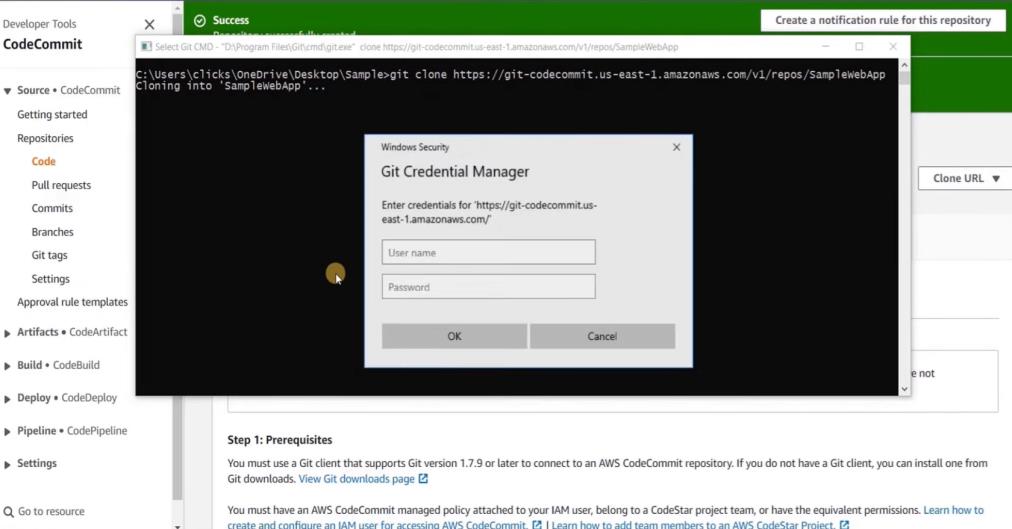 Developer Tools
CodeCommit
Source • CodeCommit
Getting started
Repositories
Code
Pull requests
Commits
Branches
Git tags
Settings
Approval rule templates
Artifacts • CodeArtifact
Build • CodeBuild
Deploy • CodeDeploy
Pipeline • CodePipeline
Settings
Go to resource
Success
Repository successfully created
Create a notification rule for this repository
Select Git CMD - "D:\Program Files\Git\cmd\git.exe" clone https://git-codecommit.us-east-1.amazonaws.com/v1/repos/SampleWebApp
C:\Users\clicks\OneDrive\Desktop\Sample>git clone https://git-codecommit.us-east-1.amazonaws.com/v1/repos/SampleWebApp
Cloning into 'SampleWebApp'...
Windows Security
Git Credential Manager
Enter credentials for 'https://git-codecommit.us-
east-1.amazonaws.com/'
User name
Password
OK Cancel
Clone URL
not
Step 1: Prerequisites
You must use a Git client that supports Git version 1.7.9 or later to connect to an AWS CodeCommit repository. If you do not have a Git client, you can install one from
Git downloads. View Git downloads page
You must have an AWS CodeCommit managed policy attached to your IAM user, belong to a CodeStar project team, or have the equivalent permissions. Learn how to
create and configure an IAM user for accessing AWS CodeCommit. | Learn how to add team members to an AWS CodeStar Project.